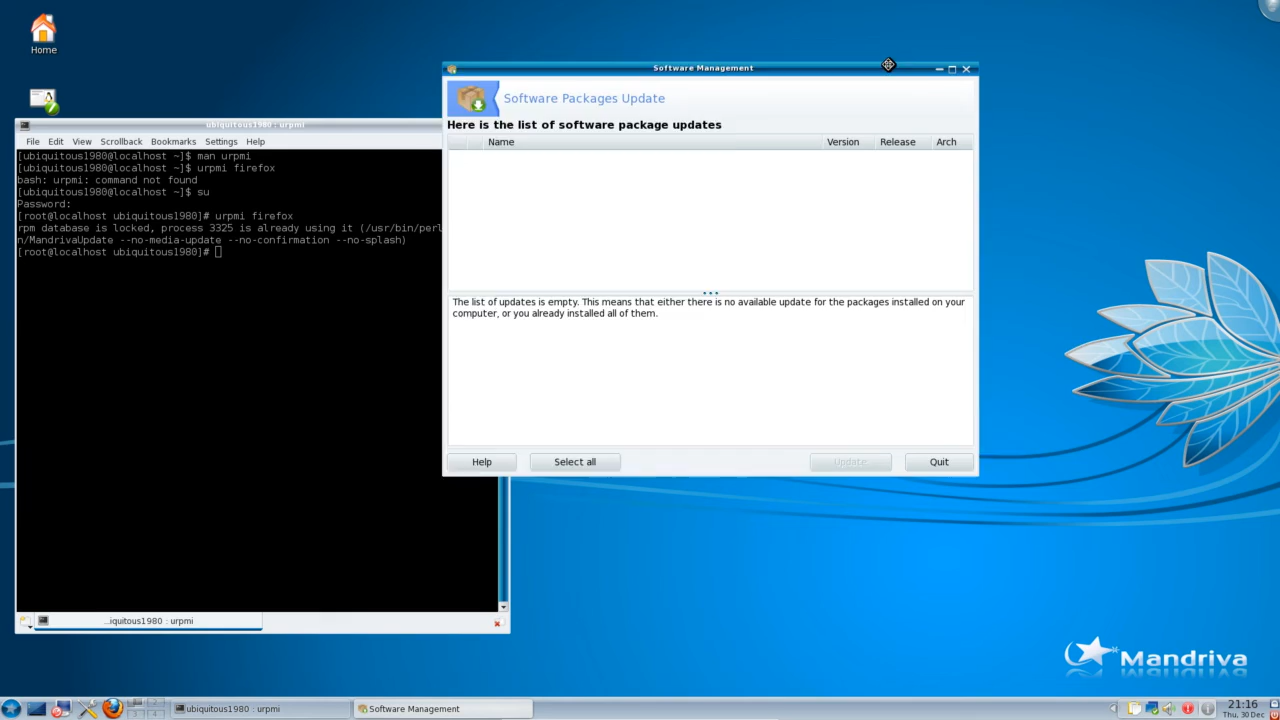 Home
ubiquitous1980 : urpmi
File Edit View Scrollback Bookmarks Settings Help
[ubiquitous1980@localhost ~]$ man urpmi
[ubiquitous1980@localhost ~]$ urpmi firefox
bash: urpmi: command not found
[ubiquitous1980@localhost ~]$ su
Password:
[root@localhost ubiquitous1980]# urpmi firefox
rpm database is locked, process 3325 is already using it (/usr/bin/perl
n/MandrivaUpdate --no-media-update --no-confirmation --no-splash)
[root@localhost ubiquitous1980]#
...iquitous1980 : urpmi
Software Management
Software Packages Update
Here is the list of software package updates
Name Version Release Arch
The list of updates is empty. This means that either there is no available update for the packages installed on your
computer, or you already installed all of them.
Help Select all Update Quit
Mandriva
ubiquitous1980 : urpmi
Software Management
21:16
Thu, 30 Dec